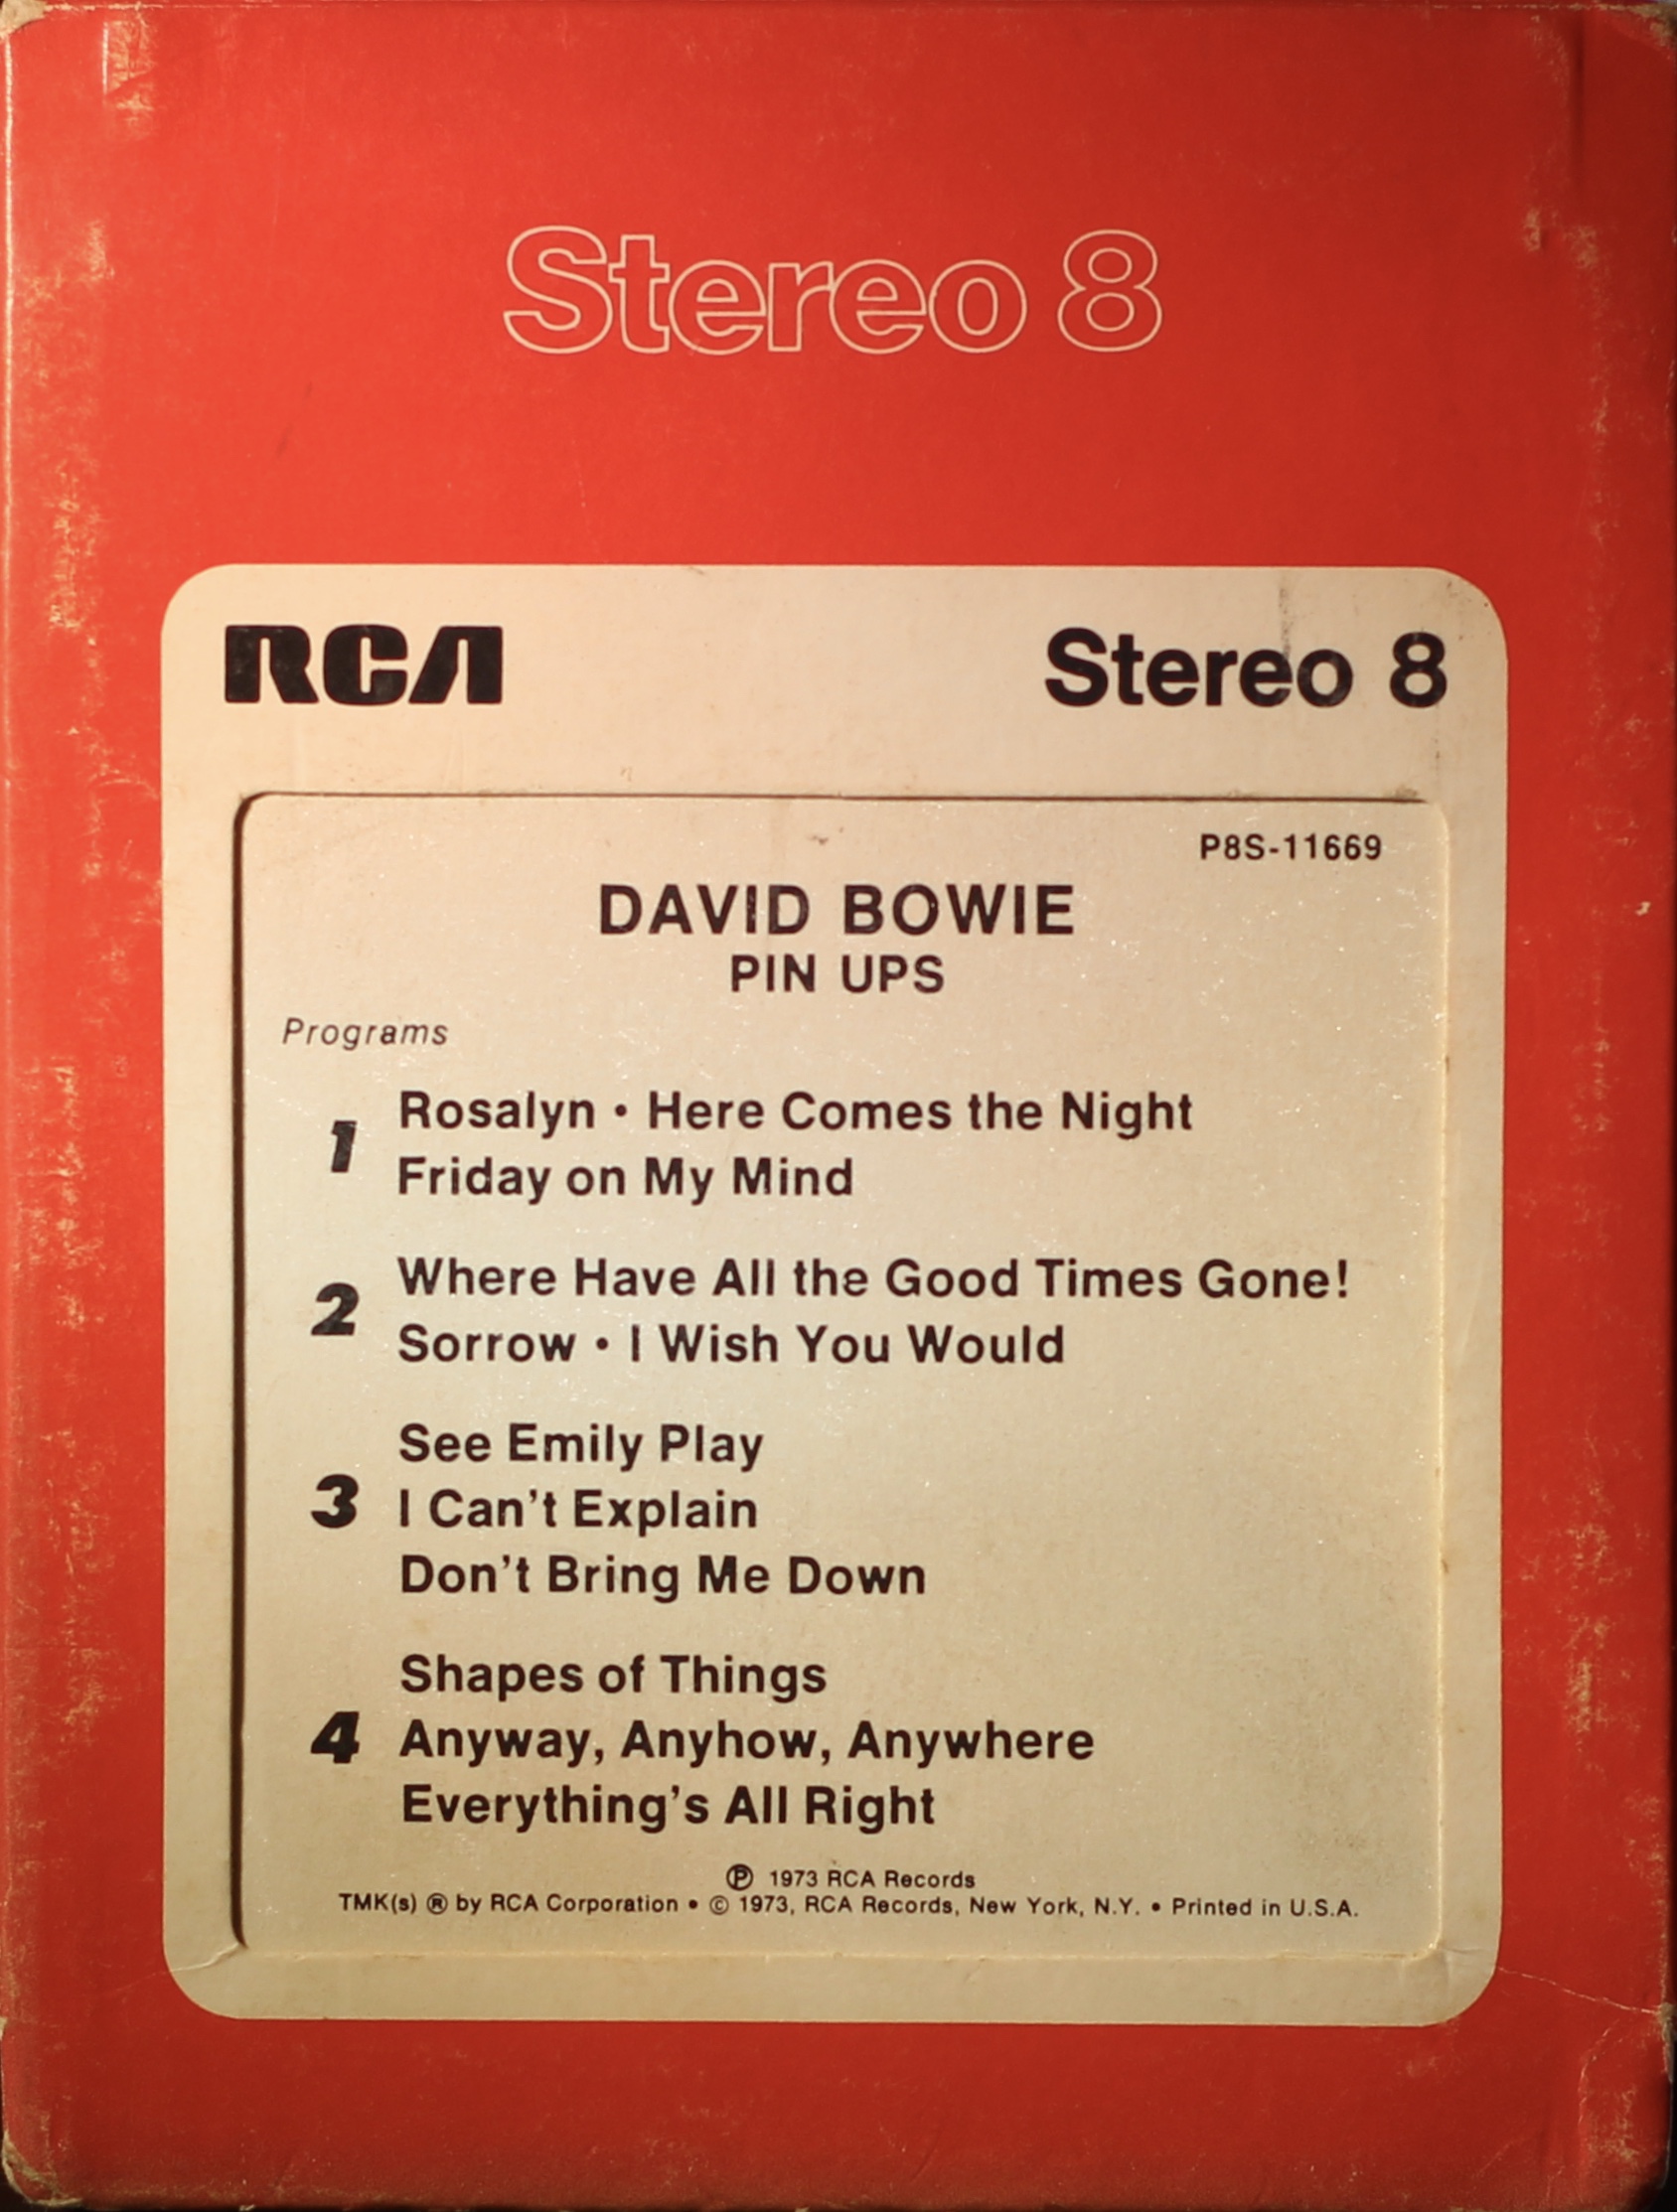 Stereo 8
RCA Stereo 8
P8S-11669
DAVID BOWIE
PIN UPS
Programs
1
Rosalyn • Here Comes the Night
Friday on My Mind
2
Where Have All the Good Times Gone!
Sorrow • I Wish You Would
3
See Emily Play
I Can't Explain
Don't Bring Me Down
4
Shapes of Things
Anyway, Anyhow, Anywhere
Everything's All Right
Ⓟ 1973 RCA Records
TMK(s) ® by RCA Corporation • © 1973, RCA Records, New York, N.Y. • Printed in U.S.A.